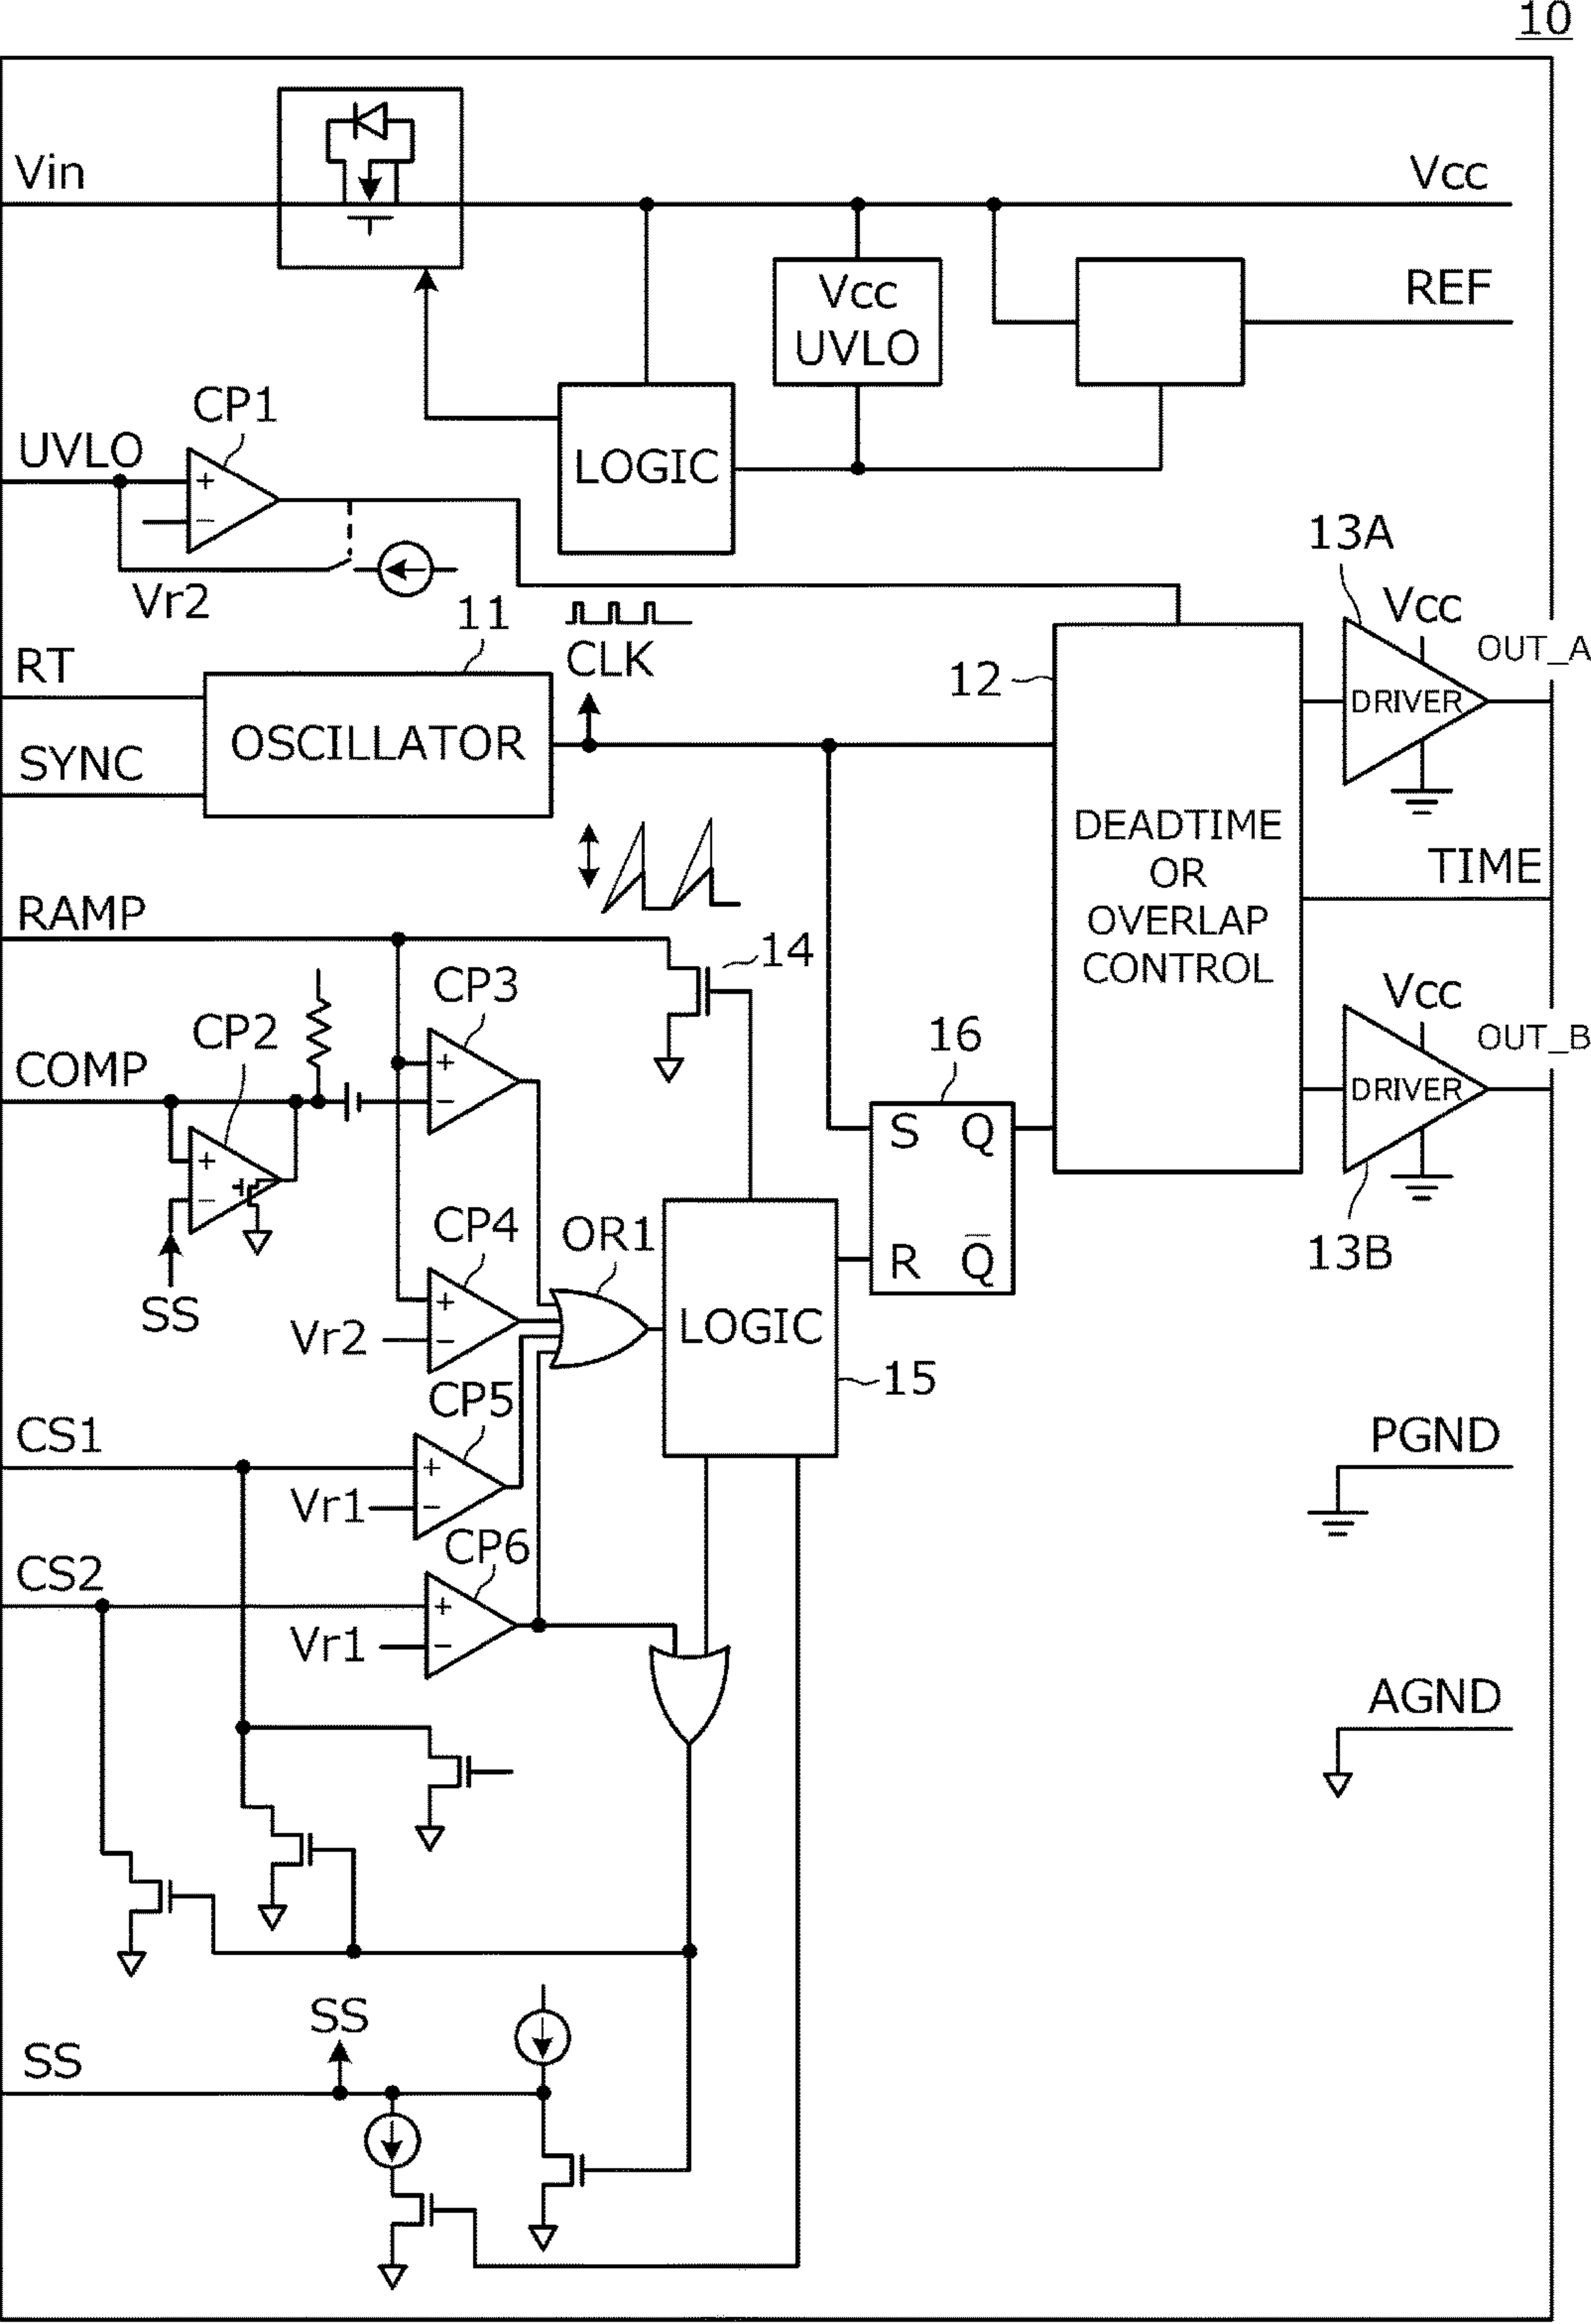 10
Vin
Vcc
Vcc
UVLO
REF
CP1
UVLO
LOGIC
+
−
Vr2
13A
Vcc
OUT_A
DRIVER
RT
11
CLK
12
SYNC
OSCILLATOR
DEADTIME
OR
OVERLAP
CONTROL
TIME
RAMP
14
CP3
CP2
Vcc
OUT_B
DRIVER
13B
COMP
+
−
+
−
SS
16
S Q
R Q̅
CP4
OR1
+
−
Vr2
LOGIC
15
CP5
CS1
+
−
Vr1
PGND
CP6
CS2
+
−
Vr1
AGND
SS
SS